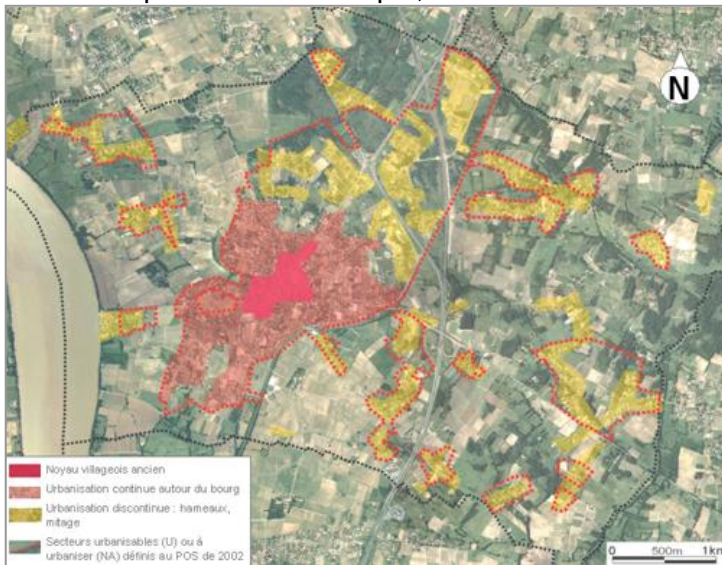 N
Noyau villageois ancien
Urbanisation continue autour du bourg
Urbanisation discontinue : hameaux,
mitage
Secteurs urbanisables (U) ou à
urbaniser (NA) définis au POS de 2002
0 500m 1km